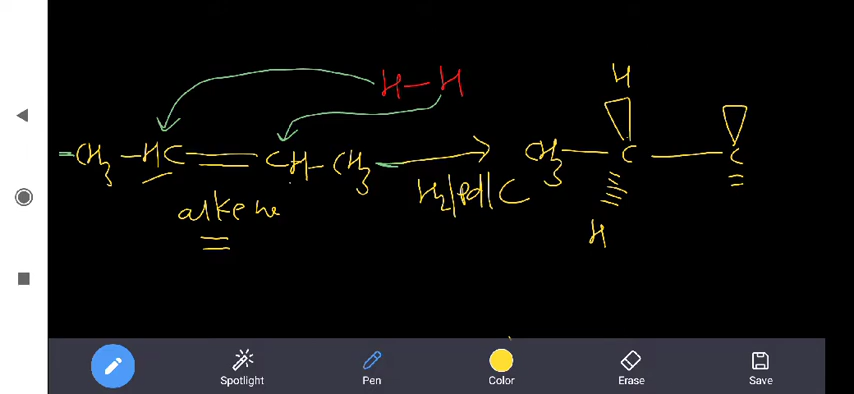 H
H–H
CH3–HC=CH–CH3 → CH3–C–C
H2/Pd/C
alkene
H
Spotlight Pen Color Erase Save